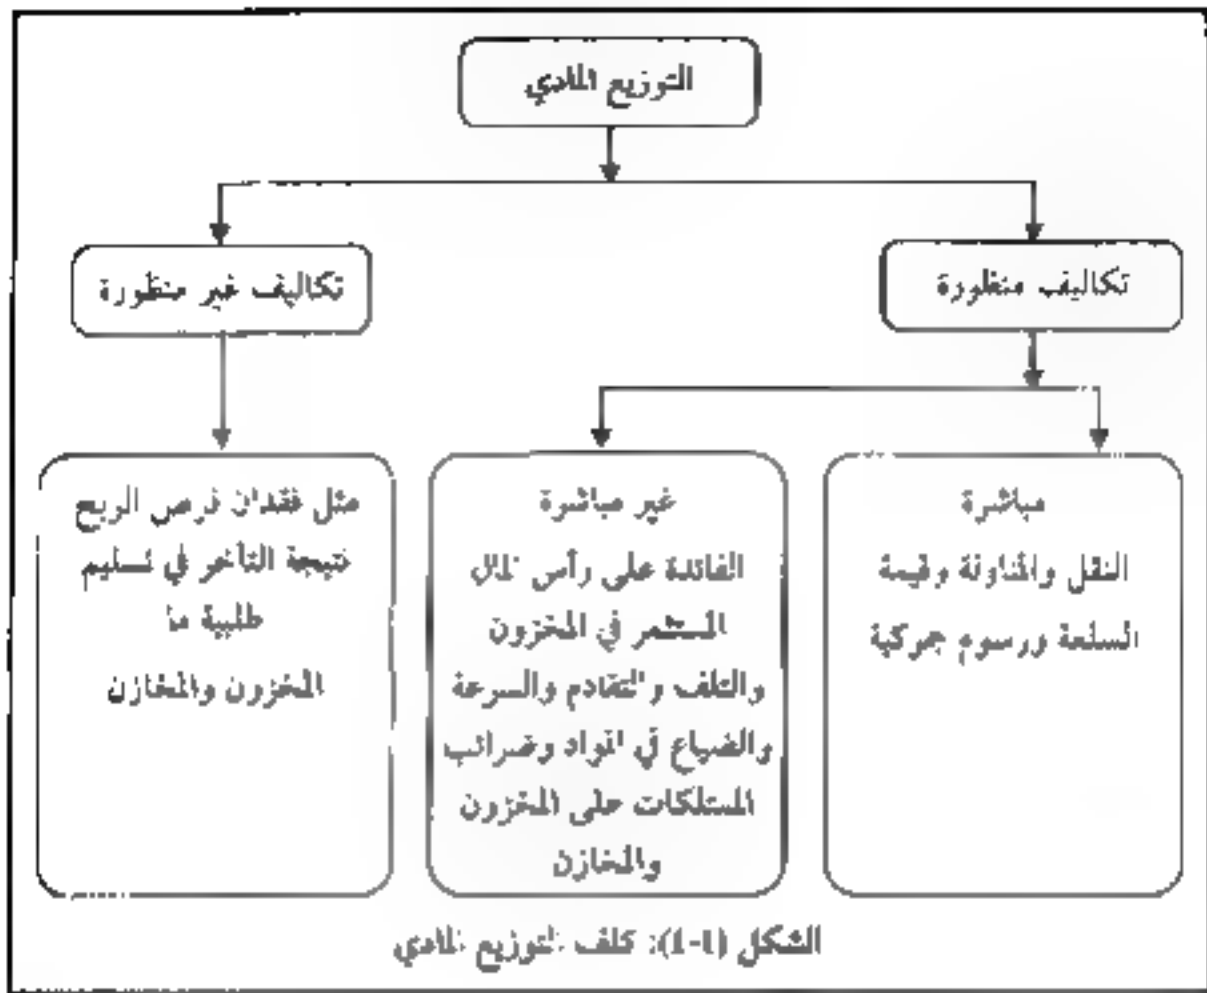 التوزيع المادي
تكاليف منظورة
تكاليف غير منظورة
مباشرة
النقل والمناولة وقيمة
السلعة ورسوم جمركية
غير مباشرة
الفائدة على رأس المال
المستثمر في المخزون
والتلف والتقادم والسرعة
والضياع في المواد وضرائب
المستلكات على المخزون
والمخازن
مثل فقدان فرص الربح
نتيجة التأخر في تسليم
طلبية ما
المخزون والمخازن
الشكل (1-1): كلف التوزيع المادي